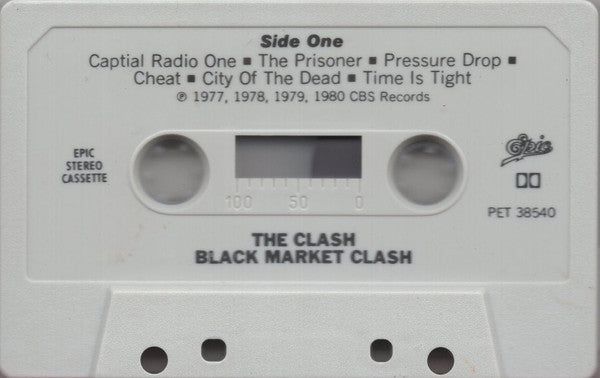 Side One
Captial Radio One ■ The Prisoner ■ Pressure Drop ■
Cheat ■ City Of The Dead ■ Time Is Tight
℗ 1977, 1978, 1979, 1980 CBS Records
EPIC
STEREO
CASSETTE
Epic
100 50 0
PET 38540
THE CLASH
BLACK MARKET CLASH